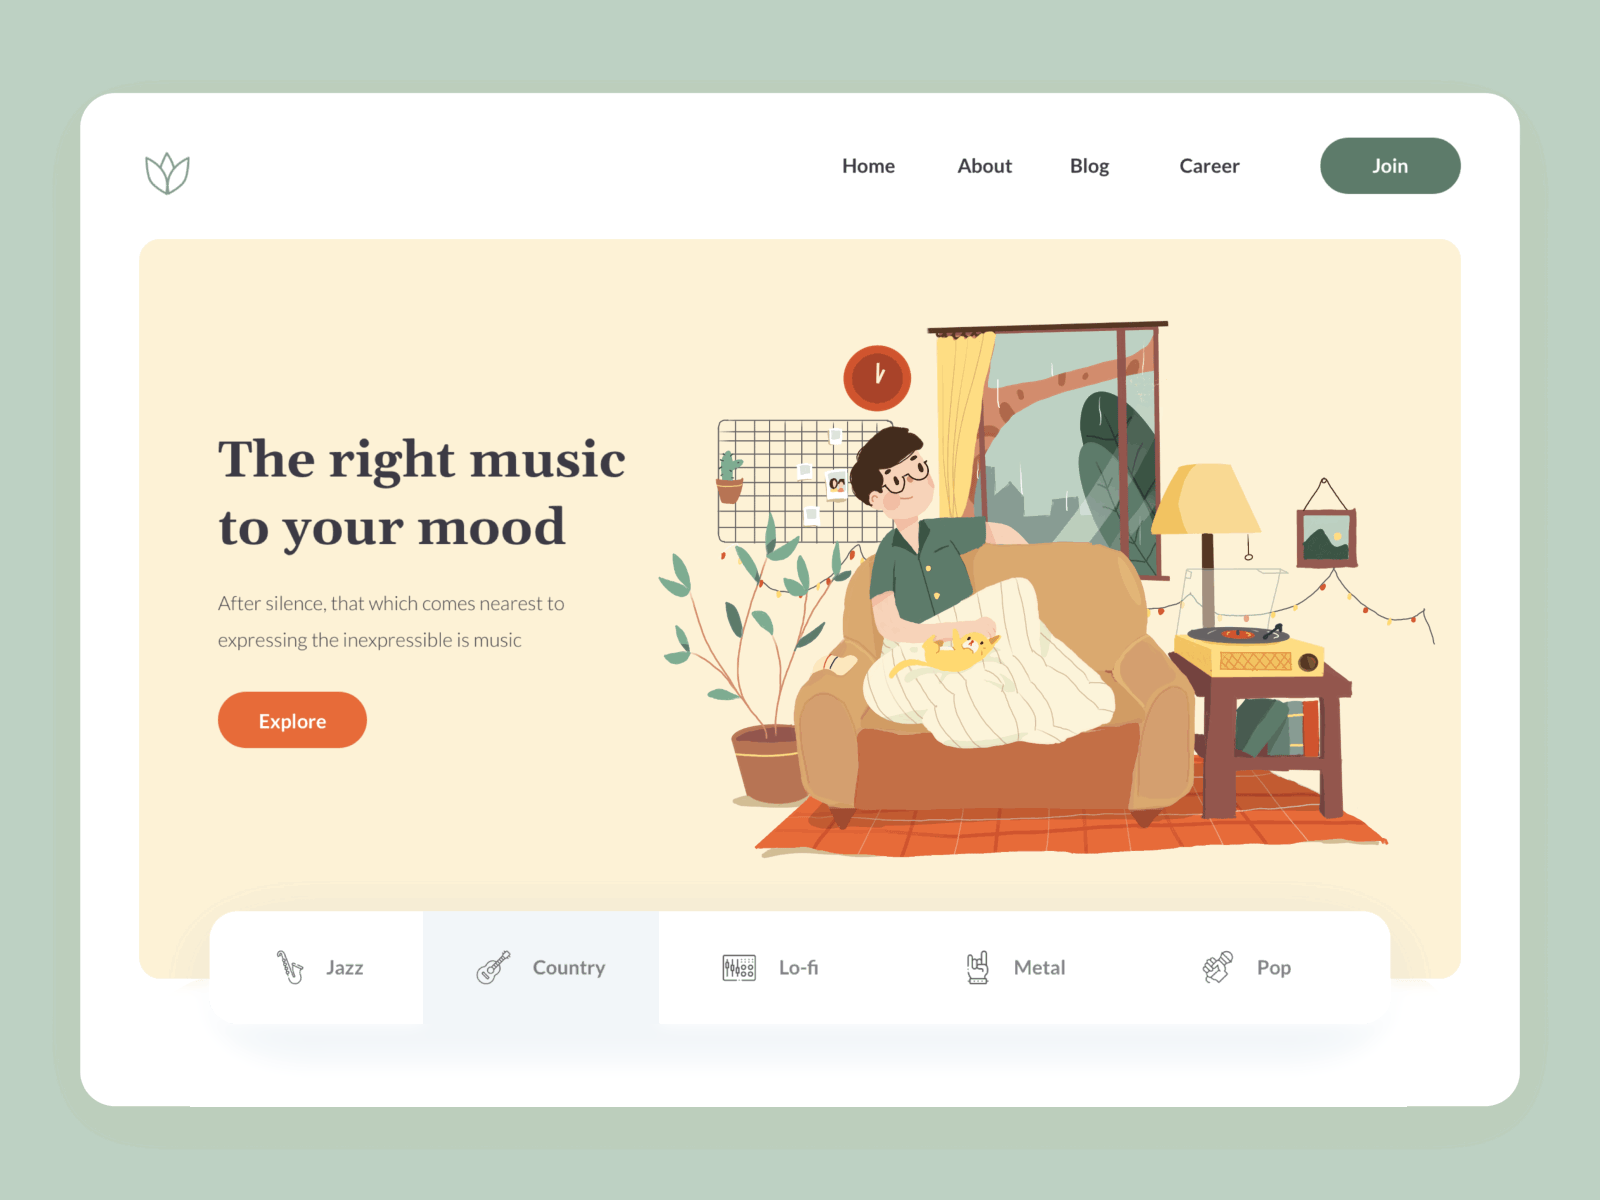 Home
About
Blog
Career
Join
The right music
to your mood
After silence, that which comes nearest to
expressing the inexpressible is music
Explore
Jazz
Country
Lo-fi
Metal
Pop